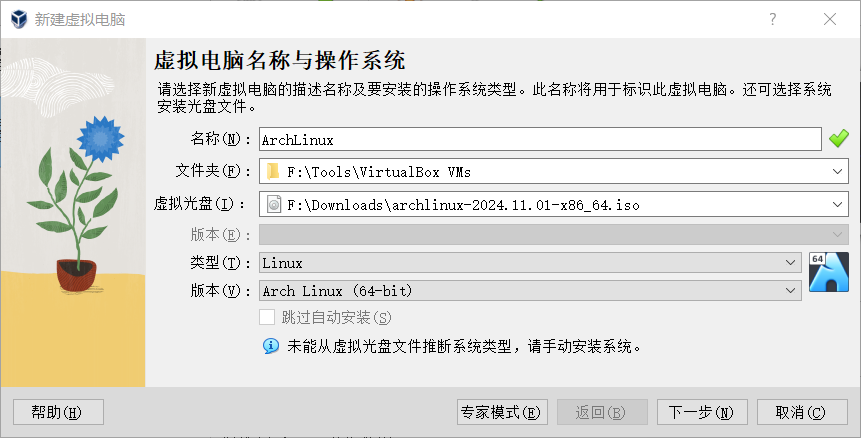 新建虚拟电脑
?
虚拟电脑名称与操作系统
请选择新虚拟电脑的描述名称及要安装的操作系统类型。此名称将用于标识此虚拟电脑。还可选择系统
安装光盘文件。
名称(N)： ArchLinux
文件夹(F)： F:\Tools\VirtualBox VMs
虚拟光盘(I)： F:\Downloads\archlinux-2024.11.01-x86_64.iso
版本(E)：
类型(T)： Linux
64
版本(V)： Arch Linux (64-bit)
跳过自动安装(S)
未能从虚拟光盘文件推断系统类型，请手动安装系统。
帮助(H) 专家模式(E) 返回(B) 下一步(N) 取消(C)